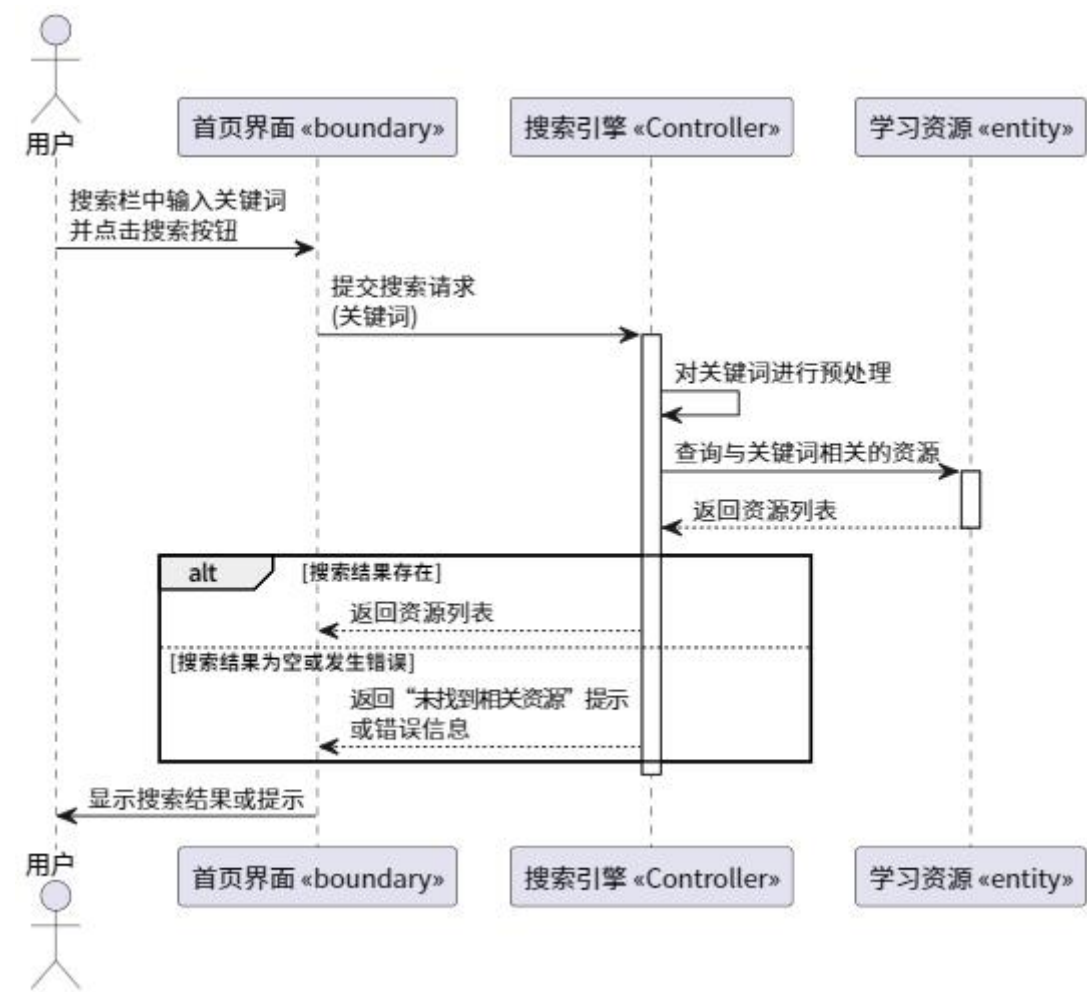 用户
首页界面 «boundary»
搜索引擎 «Controller»
学习资源 «entity»
搜索栏中输入关键词
并点击搜索按钮
提交搜索请求
(关键词)
对关键词进行预处理
查询与关键词相关的资源
返回资源列表
alt
[搜索结果存在]
返回资源列表
[搜索结果为空或发生错误]
返回“未找到相关资源”提示
或错误信息
显示搜索结果或提示
用户
首页界面 «boundary»
搜索引擎 «Controller»
学习资源 «entity»